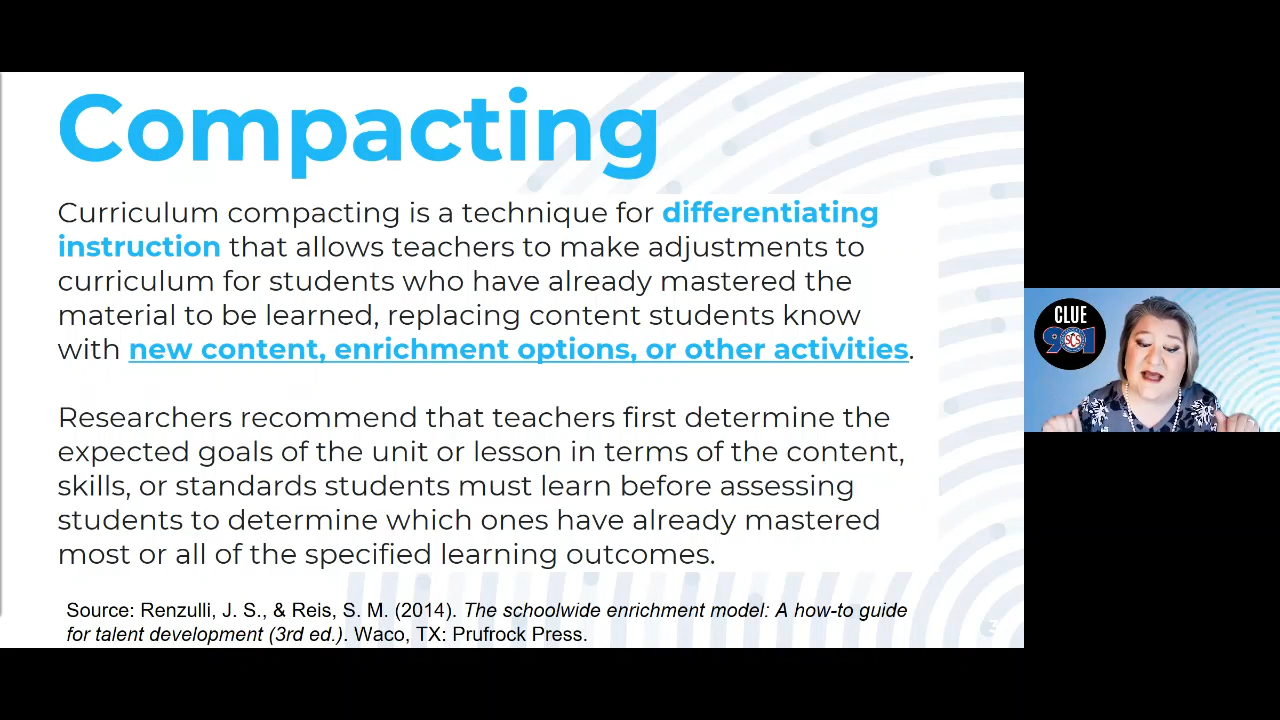 Compacting
Curriculum compacting is a technique for differentiating
instruction that allows teachers to make adjustments to
curriculum for students who have already mastered the
material to be learned, replacing content students know
with new content, enrichment options, or other activities.
Researchers recommend that teachers first determine the
expected goals of the unit or lesson in terms of the content,
skills, or standards students must learn before assessing
students to determine which ones have already mastered
most or all of the specified learning outcomes.
Source: Renzulli, J. S., & Reis, S. M. (2014). The schoolwide enrichment model: A how-to guide
for talent development (3rd ed.). Waco, TX: Prufrock Press.
CLUE
901
SCS